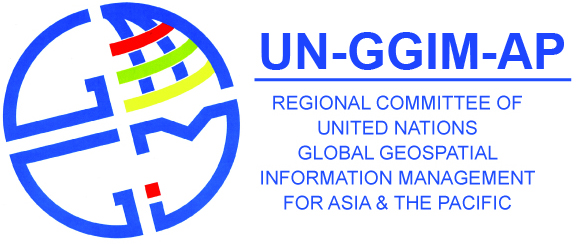 UN-GGIM-AP
REGIONAL COMMITTEE OF
UNITED NATIONS
GLOBAL GEOSPATIAL
INFORMATION MANAGEMENT
FOR ASIA & THE PACIFIC